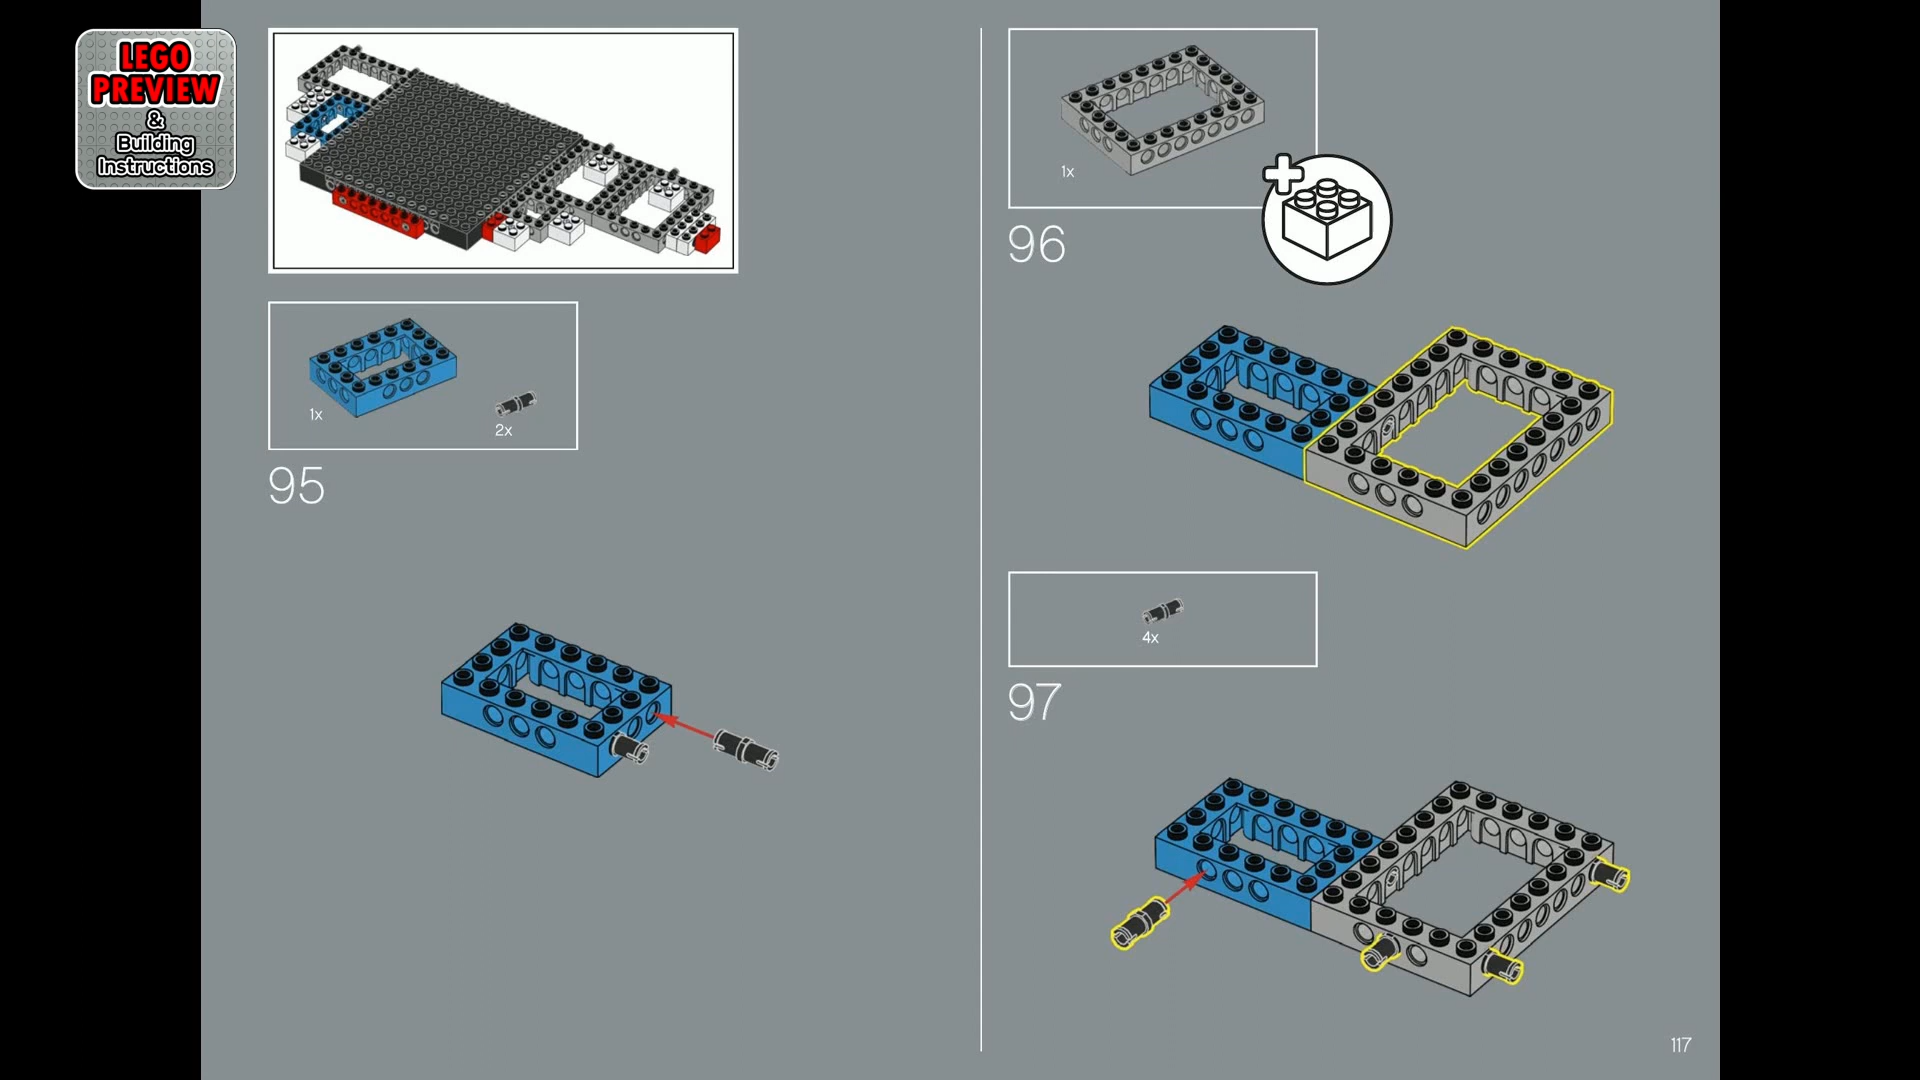 LEGO
PREVIEW
&
Building
Instructions
1x
2x
95
1x
96
4x
97
117